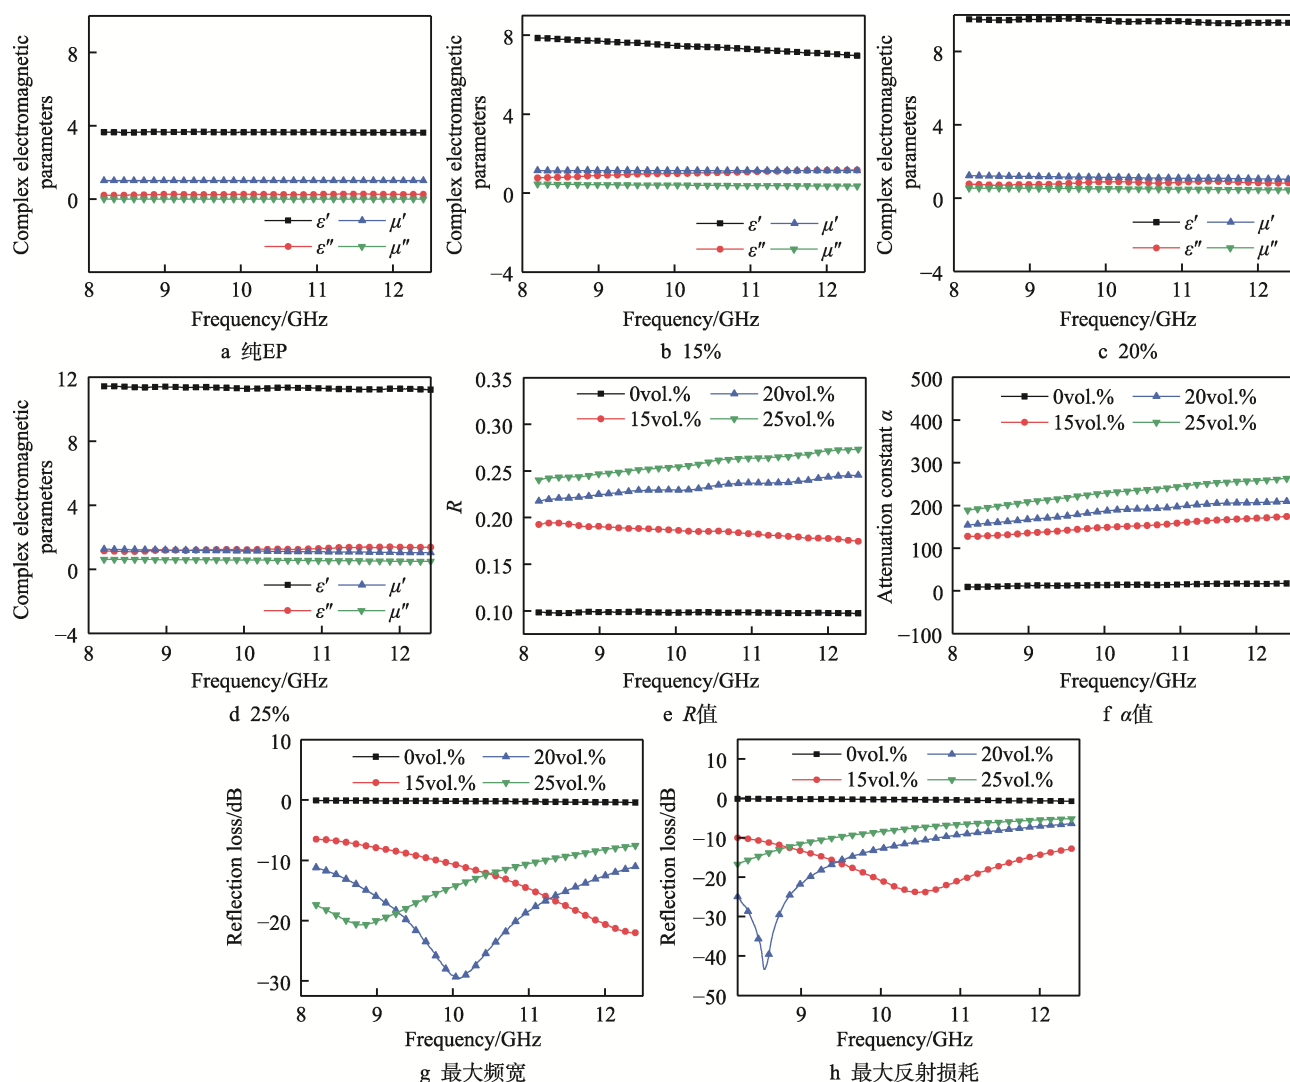 Complex electromagnetic
parameters
8
4
0
8 9 10 11 12
ε′ μ′
ε″ μ″
Frequency/GHz
a 纯EP
Complex electromagnetic
parameters
8
4
0
−4
8 9 10 11 12
ε′ μ′
ε″ μ″
Frequency/GHz
b 15%
Complex electromagnetic
parameters
8
4
0
−4
8 9 10 11 12
ε′ μ′
ε″ μ″
Frequency/GHz
c 20%
Complex electromagnetic
parameters
12
8
4
0
−4
8 9 10 11 12
ε′ μ′
ε″ μ″
Frequency/GHz
d 25%
R
0.35
0.30
0.25
0.20
0.15
0.10
0vol.% 20vol.%
15vol.% 25vol.%
8 9 10 11 12
Frequency/GHz
e R值
Attenuation constant α
500
400
300
200
100
0
−100
0vol.% 20vol.%
15vol.% 25vol.%
8 9 10 11 12
Frequency/GHz
f α值
Reflection loss/dB
10
0
−10
−20
−30
0vol.% 20vol.%
15vol.% 25vol.%
8 9 10 11 12
Frequency/GHz
g 最大频宽
Reflection loss/dB
10
0
−10
−20
−30
−40
−50
0vol.% 20vol.%
15vol.% 25vol.%
9 10 11 12
Frequency/GHz
h 最大反射损耗